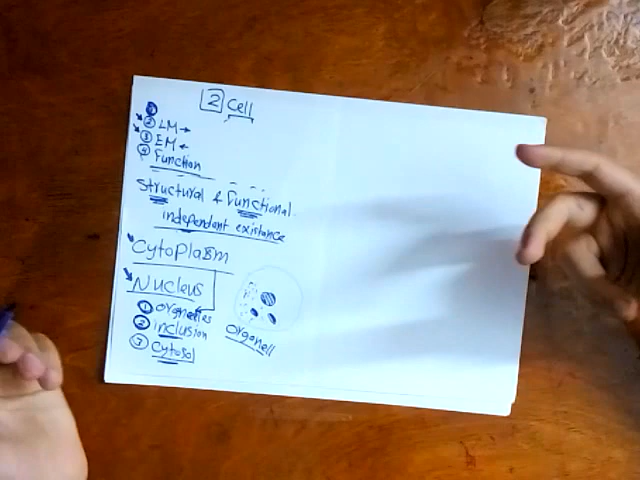 2 Cell
①
② LM →
③ EM ←
④ Function
Structural & Functional
independent existance
Cytoplasm
Nucleus
① organelles
② inclusion
③ Cytosol
organell